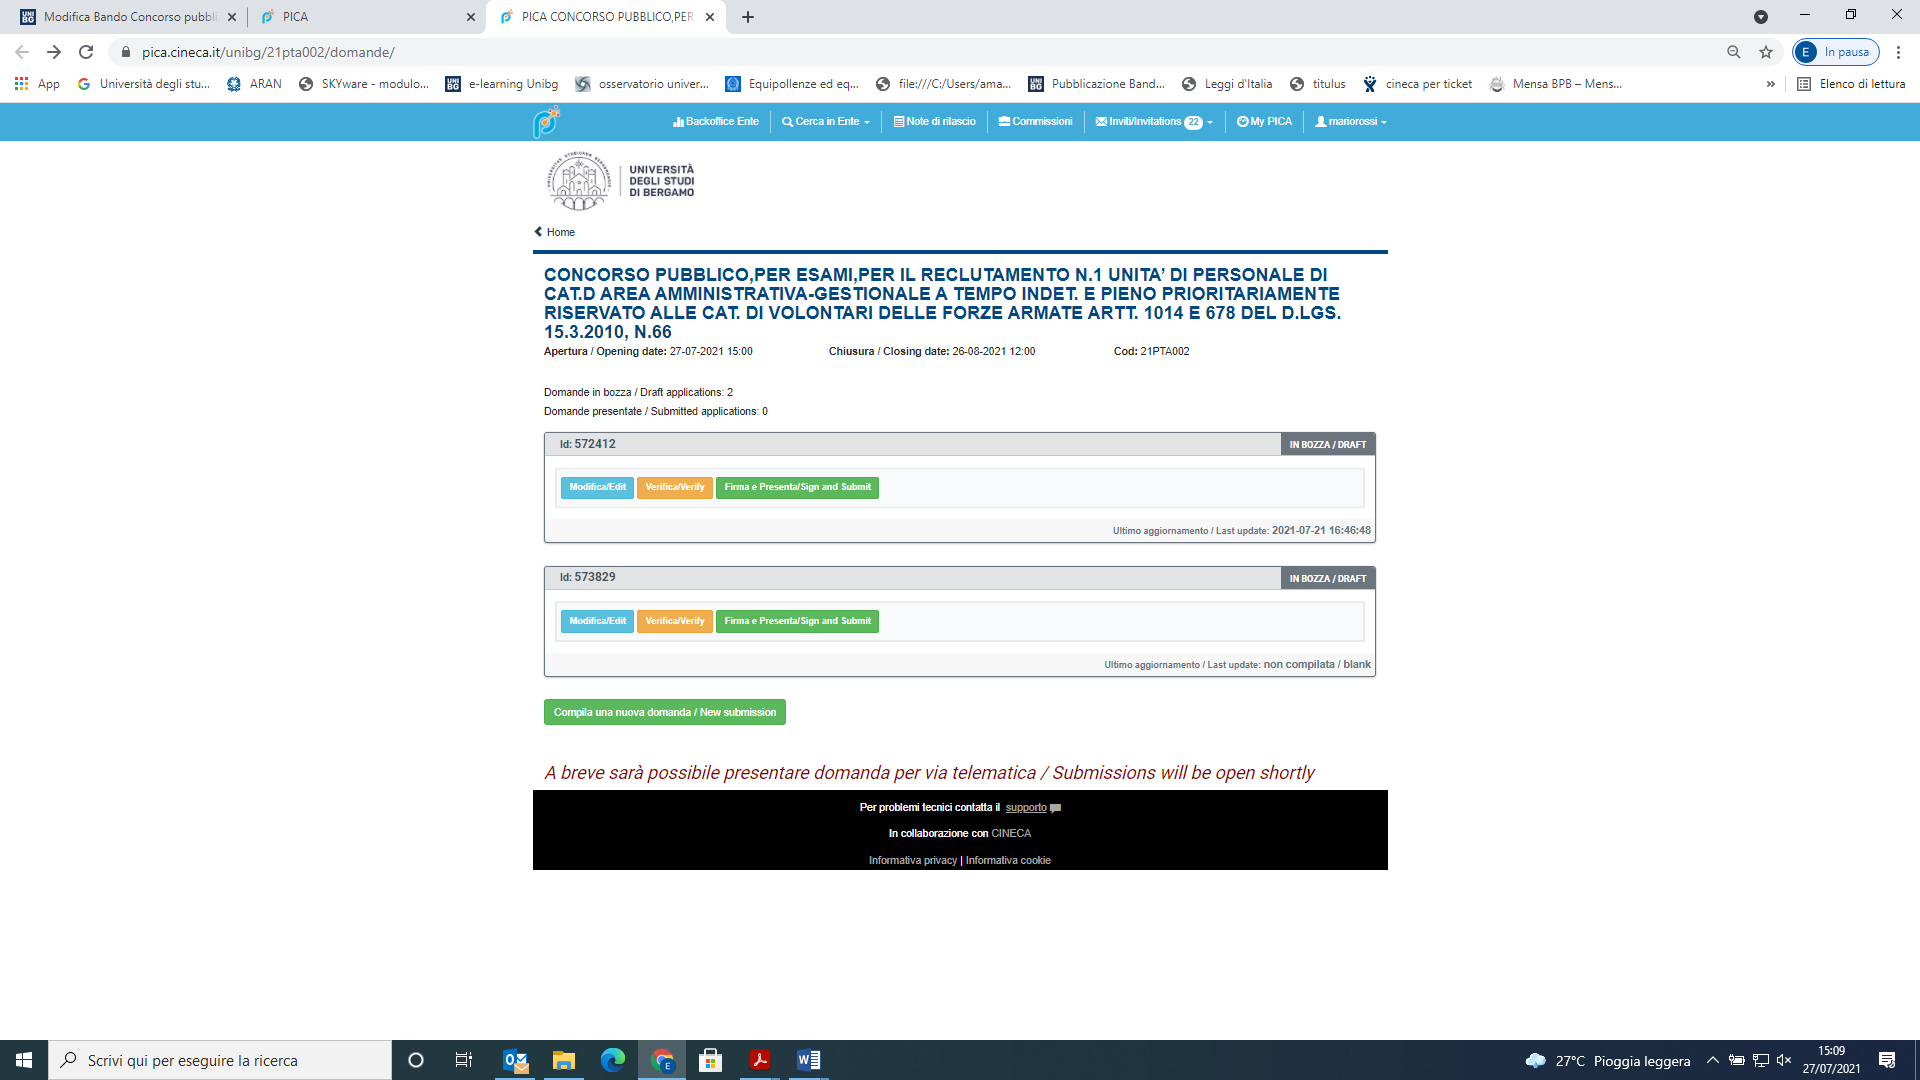 Modifica Bando Concorso pubbli
PICA
PICA CONCORSO PUBBLICO,PER
pica.cineca.it/unibg/21pta002/domande/
E In pausa
App
Università degli stu...
ARAN
SKYware - modulo...
e-learning Unibg
osservatorio univer...
Equipollenze ed eq...
file:///C:/Users/ama...
Pubblicazione Band...
Leggi d'Italia
titulus
cineca per ticket
Mensa BPB – Mens...
»
Elenco di lettura
Backoffice Ente
Cerca in Ente
Note di rilascio
Commissioni
Inviti/Invitations 22
My PICA
mariorossi
UNIVERSITÀ
DEGLI STUDI
DI BERGAMO
Home
CONCORSO PUBBLICO,PER ESAMI,PER IL RECLUTAMENTO N.1 UNITA’ DI PERSONALE DI
CAT.D AREA AMMINISTRATIVA-GESTIONALE A TEMPO INDET. E PIENO PRIORITARIAMENTE
RISERVATO ALLE CAT. DI VOLONTARI DELLE FORZE ARMATE ARTT. 1014 E 678 DEL D.LGS.
15.3.2010, N.66
Apertura / Opening date: 27-07-2021 15:00
Chiusura / Closing date: 26-08-2021 12:00
Cod: 21PTA002
Domande in bozza / Draft applications: 2
Domande presentate / Submitted applications: 0
Id: 572412
IN BOZZA / DRAFT
Modifica/Edit
Verifica/Verify
Firma e Presenta/Sign and Submit
Ultimo aggiornamento / Last update: 2021-07-21 16:46:48
Id: 573829
IN BOZZA / DRAFT
Modifica/Edit
Verifica/Verify
Firma e Presenta/Sign and Submit
Ultimo aggiornamento / Last update: non compilata / blank
Compila una nuova domanda / New submission
A breve sarà possibile presentare domanda per via telematica / Submissions will be open shortly
Per problemi tecnici contatta il supporto
In collaborazione con CINECA
Informativa privacy | Informativa cookie
Scrivi qui per eseguire la ricerca
27°C Pioggia leggera
15:09
27/07/2021